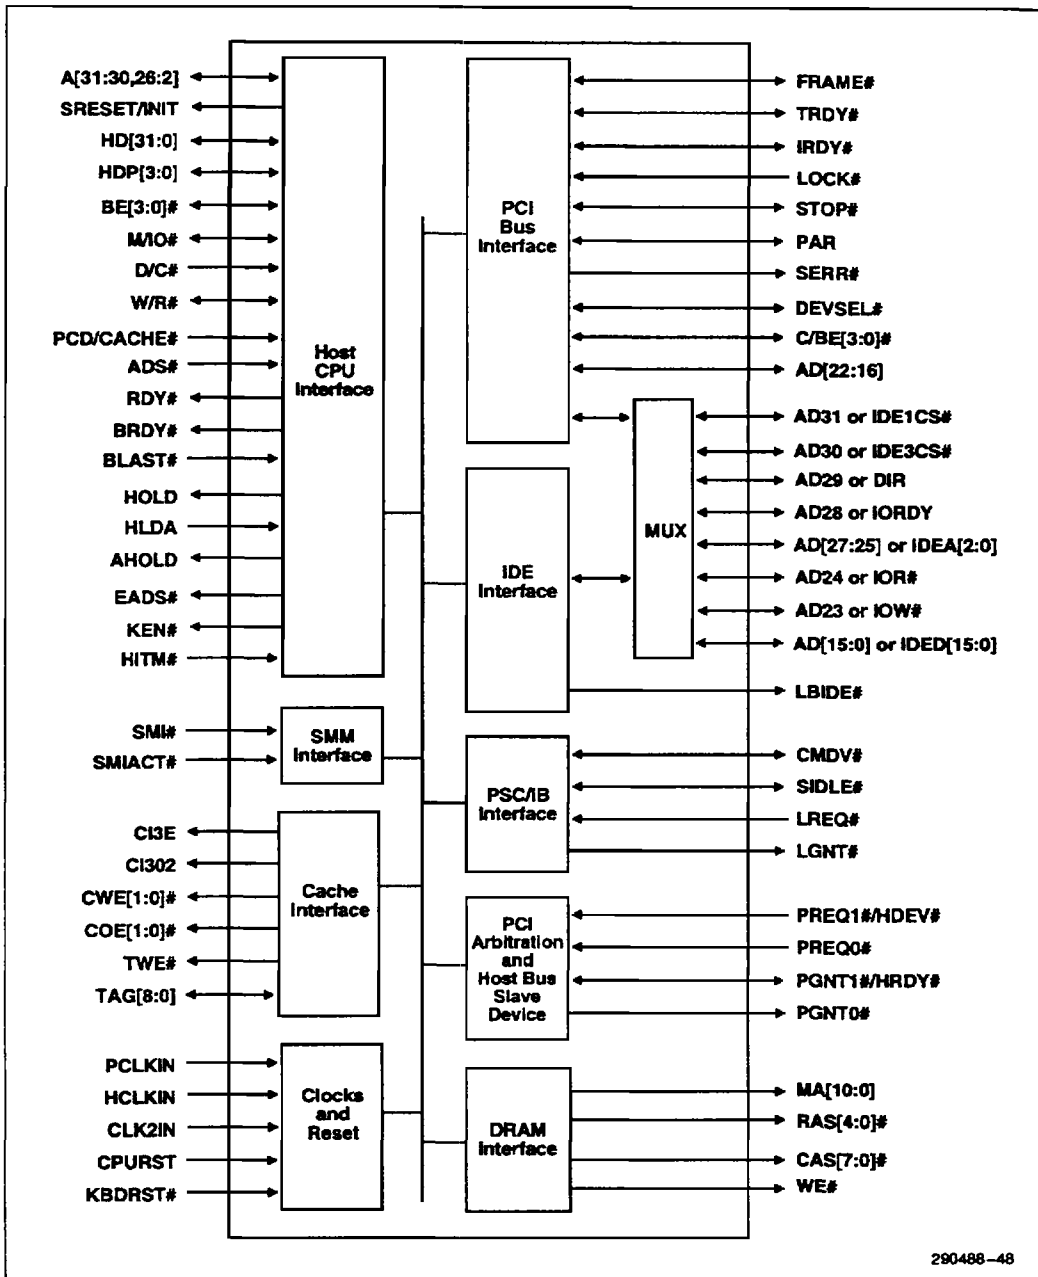 A[31:30,26:2]
SRESET/INIT
HD[31:0]
HDP[3:0]
BE[3:0]#
M/IO#
D/C#
W/R#
PCD/CACHE#
ADS#
RDY#
BRDY#
BLAST#
HOLD
HLDA
AHOLD
EADS#
KEN#
HITM#
SMI#
SMIACT#
CI3E
CI302
CWE[1:0]#
COE[1:0]#
TWE#
TAG[8:0]
PCLKIN
HCLKIN
CLK2IN
CPURST
KBDRST#
Host
CPU
Interface
SMM
Interface
Cache
Interface
Clocks
and
Reset
PCI
Bus
Interface
IDE
Interface
PSC/IB
Interface
PCI
Arbitration
and
Host Bus
Slave
Device
DRAM
Interface
MUX
FRAME#
TRDY#
IRDY#
LOCK#
STOP#
PAR
SERR#
DEVSEL#
C/BE[3:0]#
AD[22:16]
AD31 or IDE1CS#
AD30 or IDE3CS#
AD29 or DIR
AD28 or IORDY
AD[27:25] or IDEA[2:0]
AD24 or IOR#
AD23 or IOW#
AD[15:0] or IDED[15:0]
LBIDE#
CMDV#
SIDLE#
LREQ#
LGNT#
PREQ1#/HDEV#
PREQ0#
PGNT1#/HRDY#
PGNT0#
MA[10:0]
RAS[4:0]#
CAS[7:0]#
WE#
290488-48